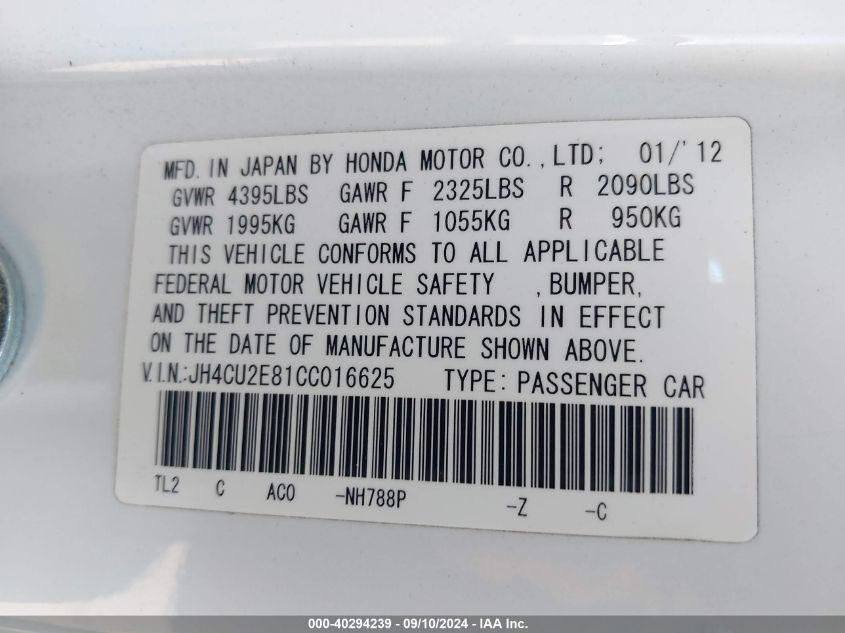 MFD. IN JAPAN BY HONDA MOTOR CO.,LTD; 01/'12
GVWR 4395LBS GAWR F 2325LBS R 2090LBS
GVWR 1995KG GAWR F 1055KG R 950KG
THIS VEHICLE CONFORMS TO ALL APPLICABLE
FEDERAL MOTOR VEHICLE SAFETY ,BUMPER,
AND THEFT PREVENTION STANDARDS IN EFFECT
ON THE DATE OF MANUFACTURE SHOWN ABOVE.
V.I.N.:JH4CU2E81CC016625 TYPE: PASSENGER CAR
TL2 C AC0 -NH788P -Z -C
000-40294239 - 09/10/2024 - IAA Inc.